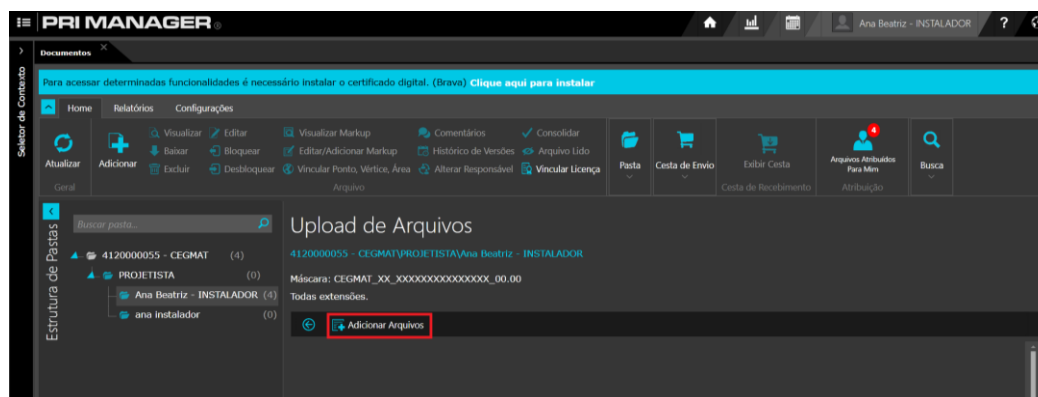 PRI MANAGER®
Ana Beatriz - INSTALADOR
?
Seletor de Contexto
Documentos
Para acessar determinadas funcionalidades é necessário instalar o certificado digital. (Brava) Clique aqui para instalar
Home Relatórios Configurações
Atualizar
Geral
Adicionar
Visualizar Editar Visualizar Markup Comentários Consolidar
Baixar Bloquear Editar/Adicionar Markup Histórico de Versões Arquivo Lido
Excluir Desbloquear Vincular Ponto, Vértice, Área Alterar Responsável Vincular Licença
Arquivo
Pasta
Cesta de Envio
Exibir Cesta
Cesta de Recebimento
4
Arquivos Atribuídos
Para Mim
Atribuição
Busca
Estrutura de Pastas
Buscar pasta...
4120000055 - CEGMAT (4)
PROJETISTA (0)
Ana Beatriz - INSTALADOR (4)
ana instalador (0)
Upload de Arquivos
4120000055 - CEGMAT\PROJETISTA\Ana Beatriz - INSTALADOR
Máscara: CEGMAT_XX_XXXXXXXXXXXXXXX_00.00
Todas extensões.
Adicionar Arquivos